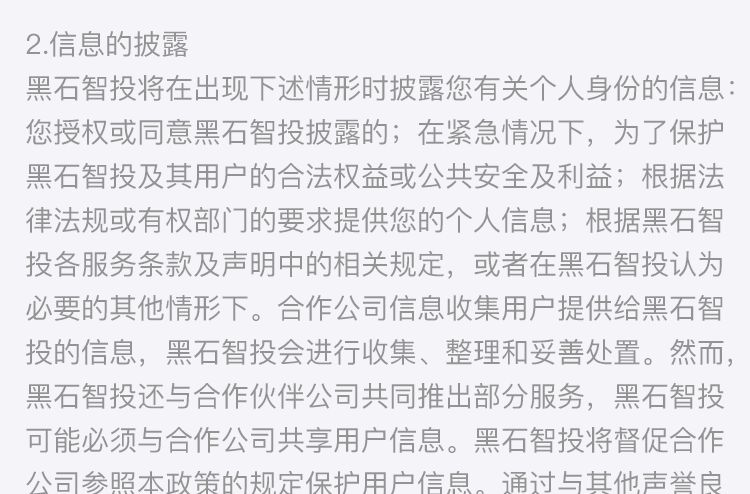 2.信息的披露
黑石智投将在出现下述情形时披露您有关个人身份的信息：
您授权或同意黑石智投披露的；在紧急情况下，为了保护
黑石智投及其用户的合法权益或公共安全及利益；根据法
律法规或有权部门的要求提供您的个人信息；根据黑石智
投各服务条款及声明中的相关规定，或者在黑石智投认为
必要的其他情形下。合作公司信息收集用户提供给黑石智
投的信息，黑石智投会进行收集、整理和妥善处置。然而，
黑石智投还与合作伙伴公司共同推出部分服务，黑石智投
可能必须与合作公司共享用户信息。黑石智投将督促合作
公司参照本政策的规定保护用户信息。通过与其他声誉良